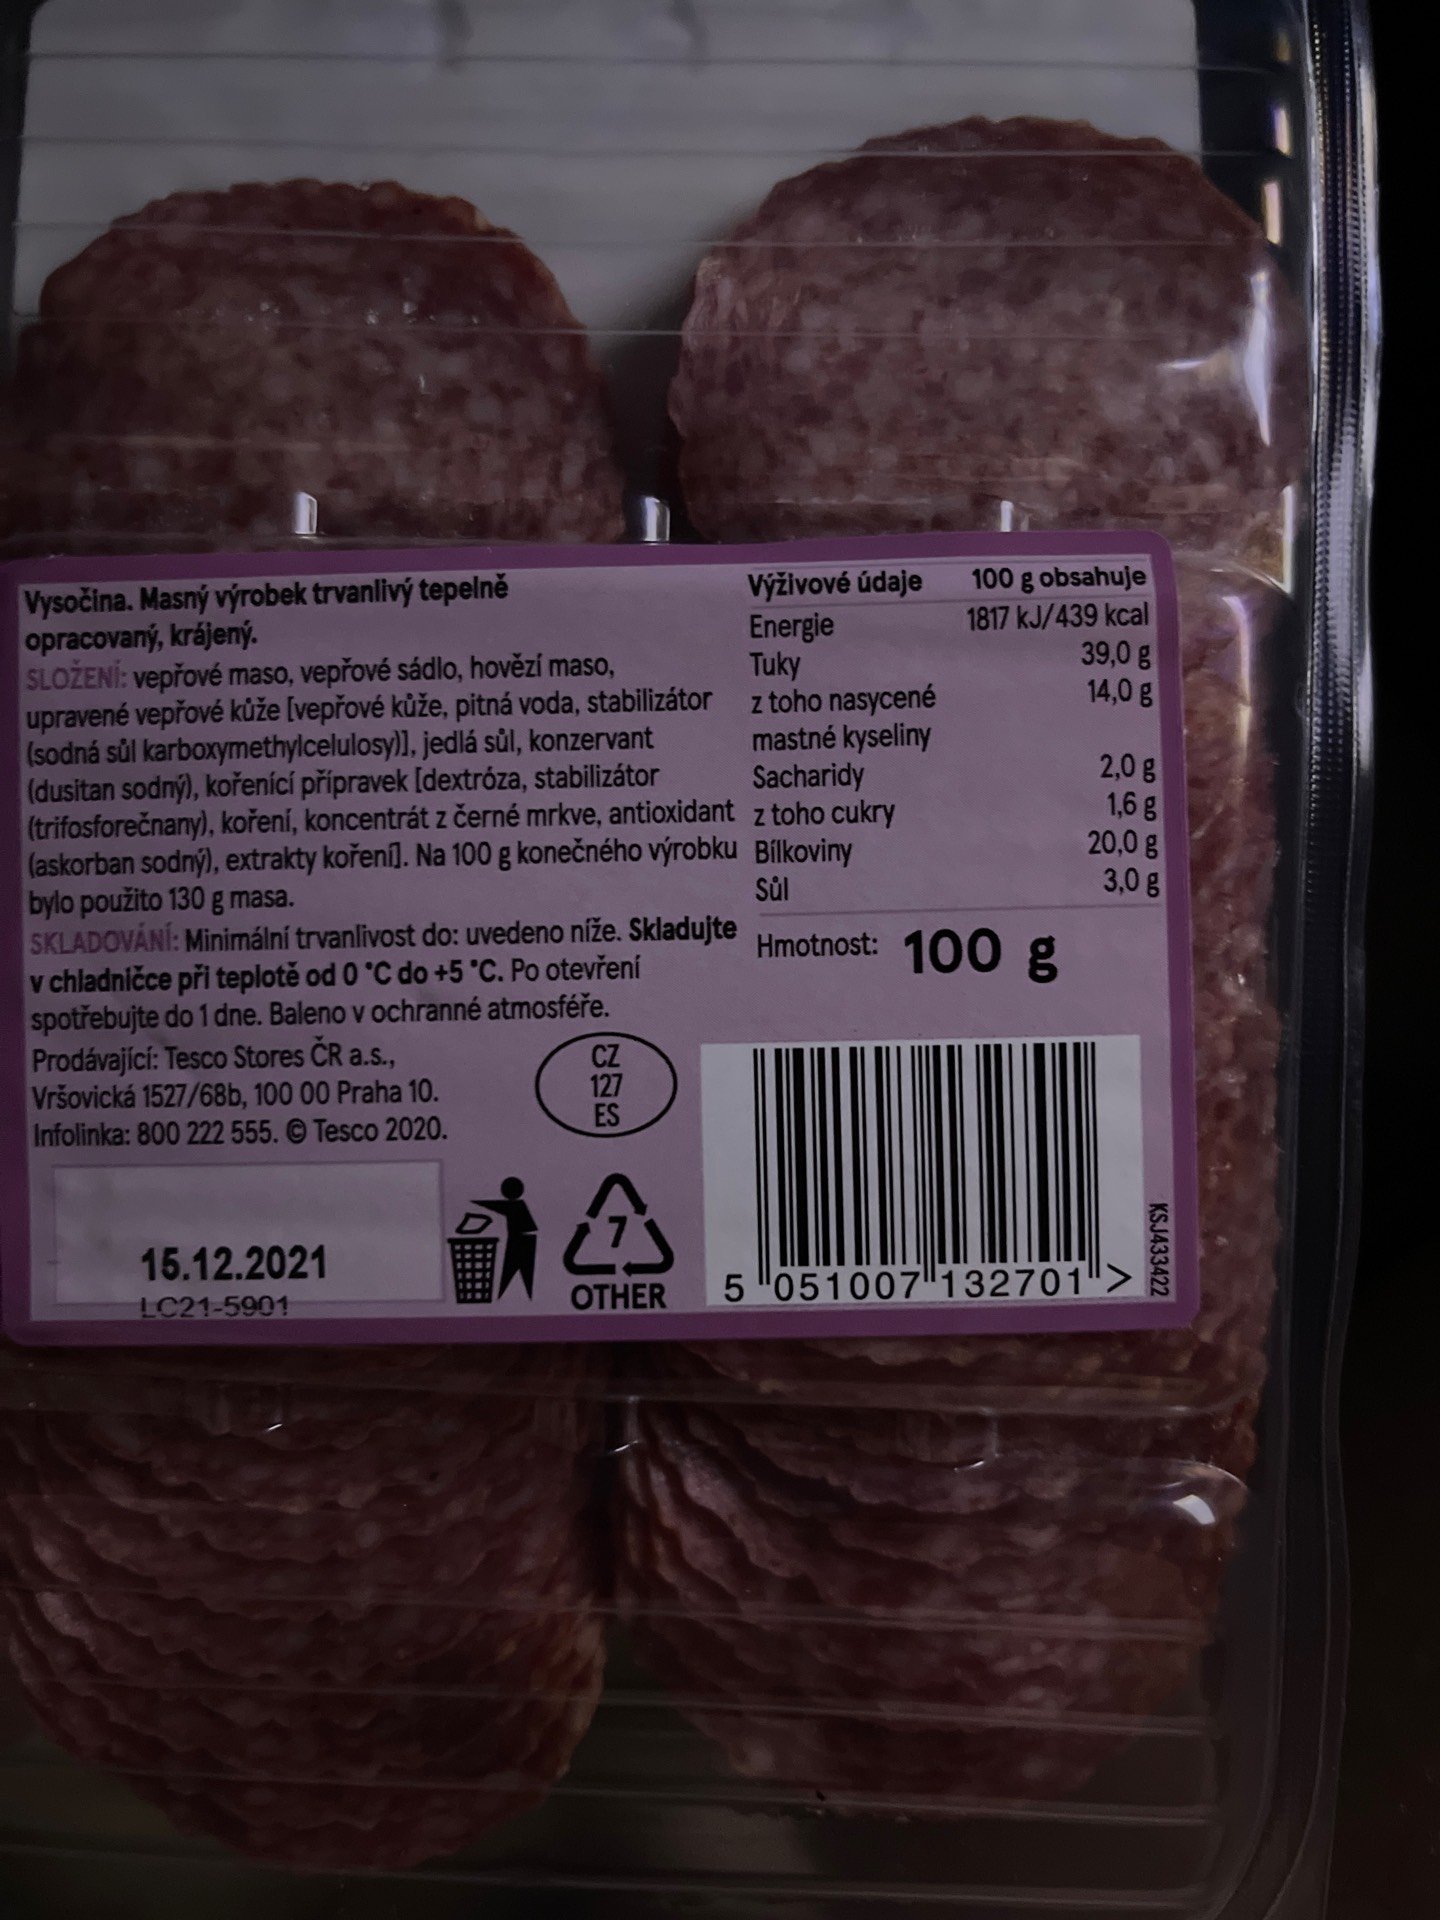 Vysočina. Masný výrobek trvanlivý tepelně
opracovaný, krájený.
SLOŽENÍ: vepřové maso, vepřové sádlo, hovězí maso,
upravené vepřové kůže [vepřové kůže, pitná voda, stabilizátor
(sodná sůl karboxymethylcelulosy)], jedlá sůl, konzervant
(dusitan sodný), kořenící přípravek [dextróza, stabilizátor
(trifosforečnany), koření, koncentrát z černé mrkve, antioxidant
(askorban sodný), extrakty koření]. Na 100 g konečného výrobku
bylo použito 130 g masa.
SKLADOVÁNÍ: Minimální trvanlivost do: uvedeno níže. Skladujte
v chladničce při teplotě od 0 °C do +5 °C. Po otevření
spotřebujte do 1 dne. Baleno v ochranné atmosféře.
Prodávající: Tesco Stores ČR a.s.,
Vršovická 1527/68b, 100 00 Praha 10.
Infolinka: 800 222 555. © Tesco 2020.
CZ
127
ES
15.12.2021
LC21-5901
7
OTHER
Výživové údaje 100 g obsahuje
Energie 1817 kJ/439 kcal
Tuky 39,0 g
z toho nasycené 14,0 g
mastné kyseliny
Sacharidy 2,0 g
z toho cukry 1,6 g
Bílkoviny 20,0 g
Sůl 3,0 g
Hmotnost: 100 g
5 051007 132701 >
KSJ433422